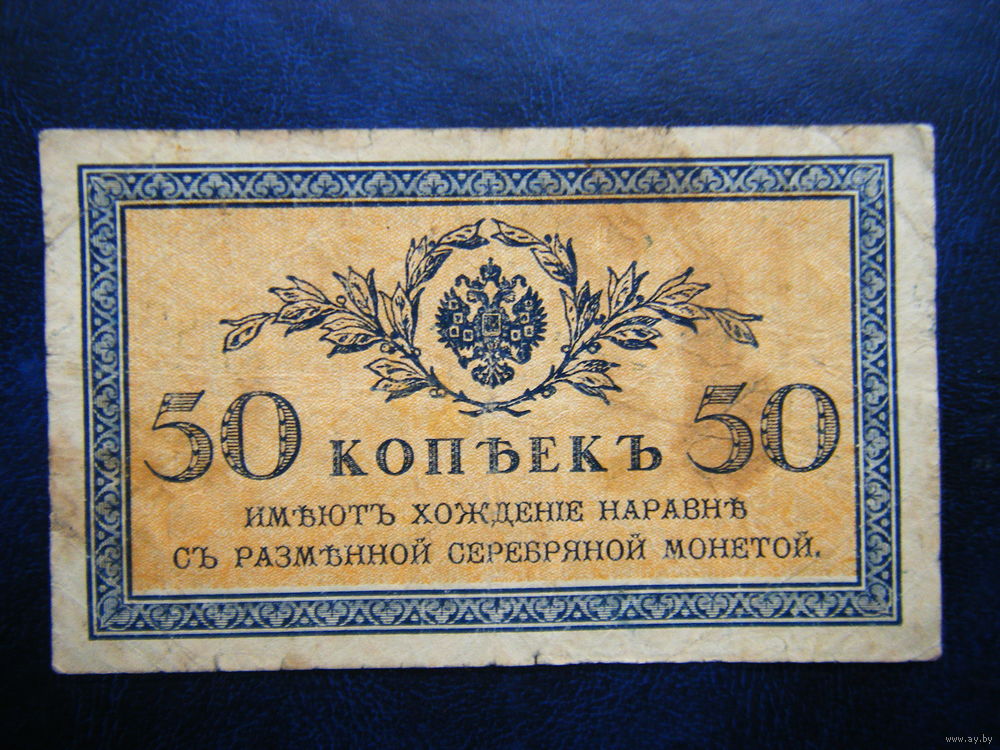 50 КОПѢЕКЪ 50
ИМѢЮТЪ ХОЖДЕНІЕ НАРАВНѢ
СЪ РАЗМѢННОЙ СЕРЕБРЯНОЙ МОНЕТОЙ.
www.ay.by